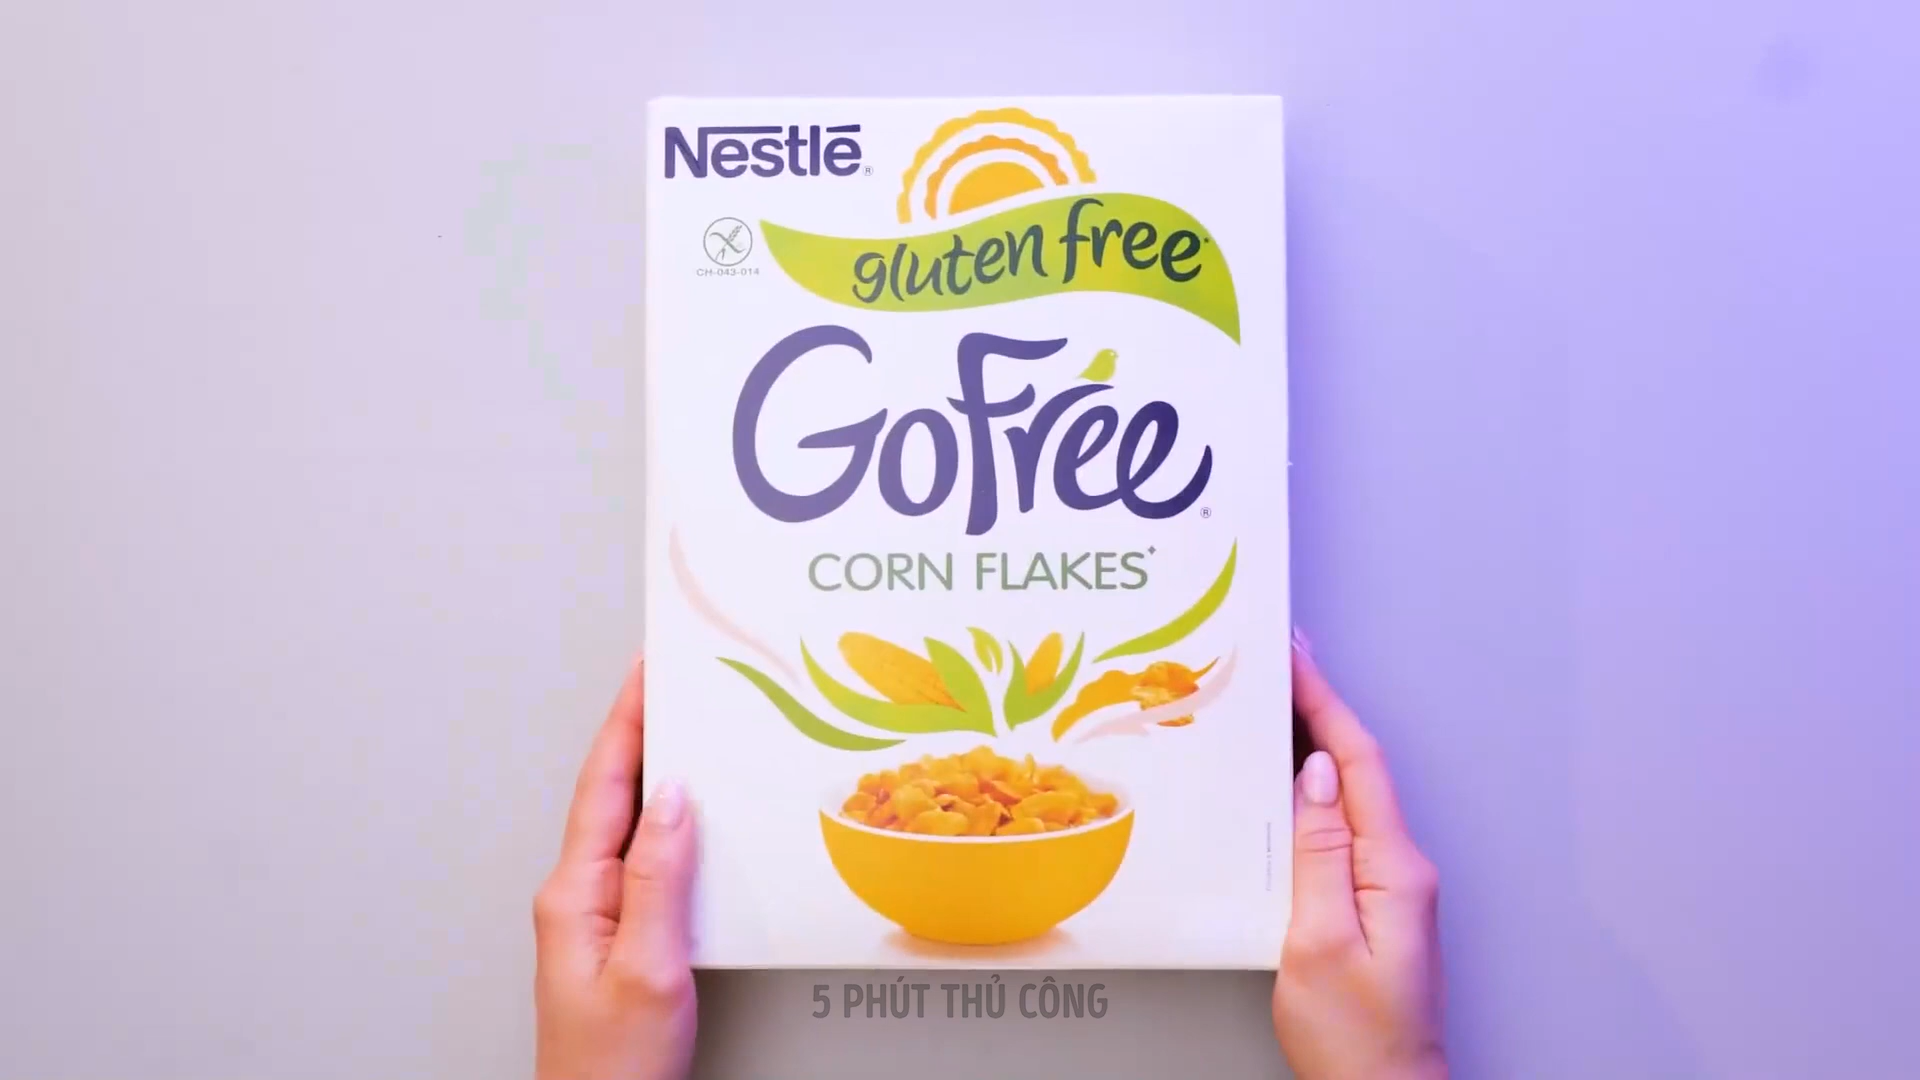 Nestlé®
CH-043-014
gluten free*
GoFree®
CORN FLAKES✦
5 PHÚT THỦ CÔNG